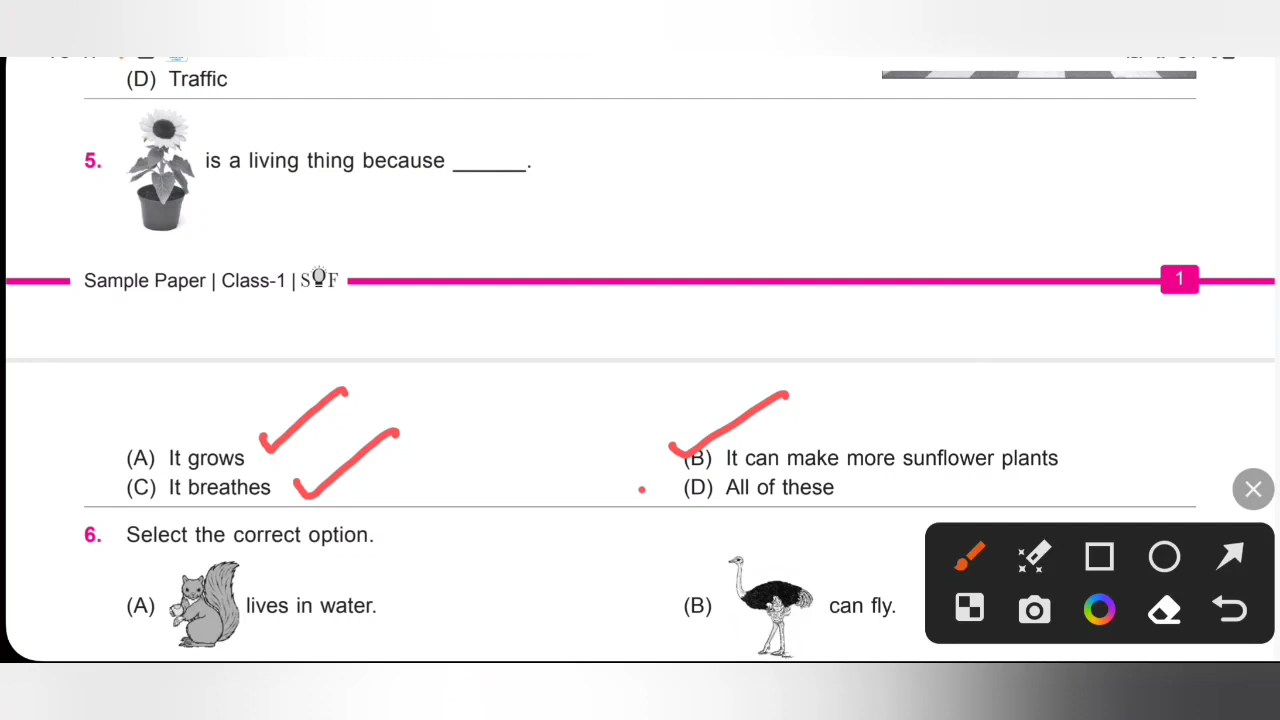 (D) Traffic
5. is a living thing because ______.
Sample Paper | Class-1 | SOF
1
(A) It grows
(B) It can make more sunflower plants
(C) It breathes
(D) All of these
6. Select the correct option.
(A) lives in water.
(B) can fly.